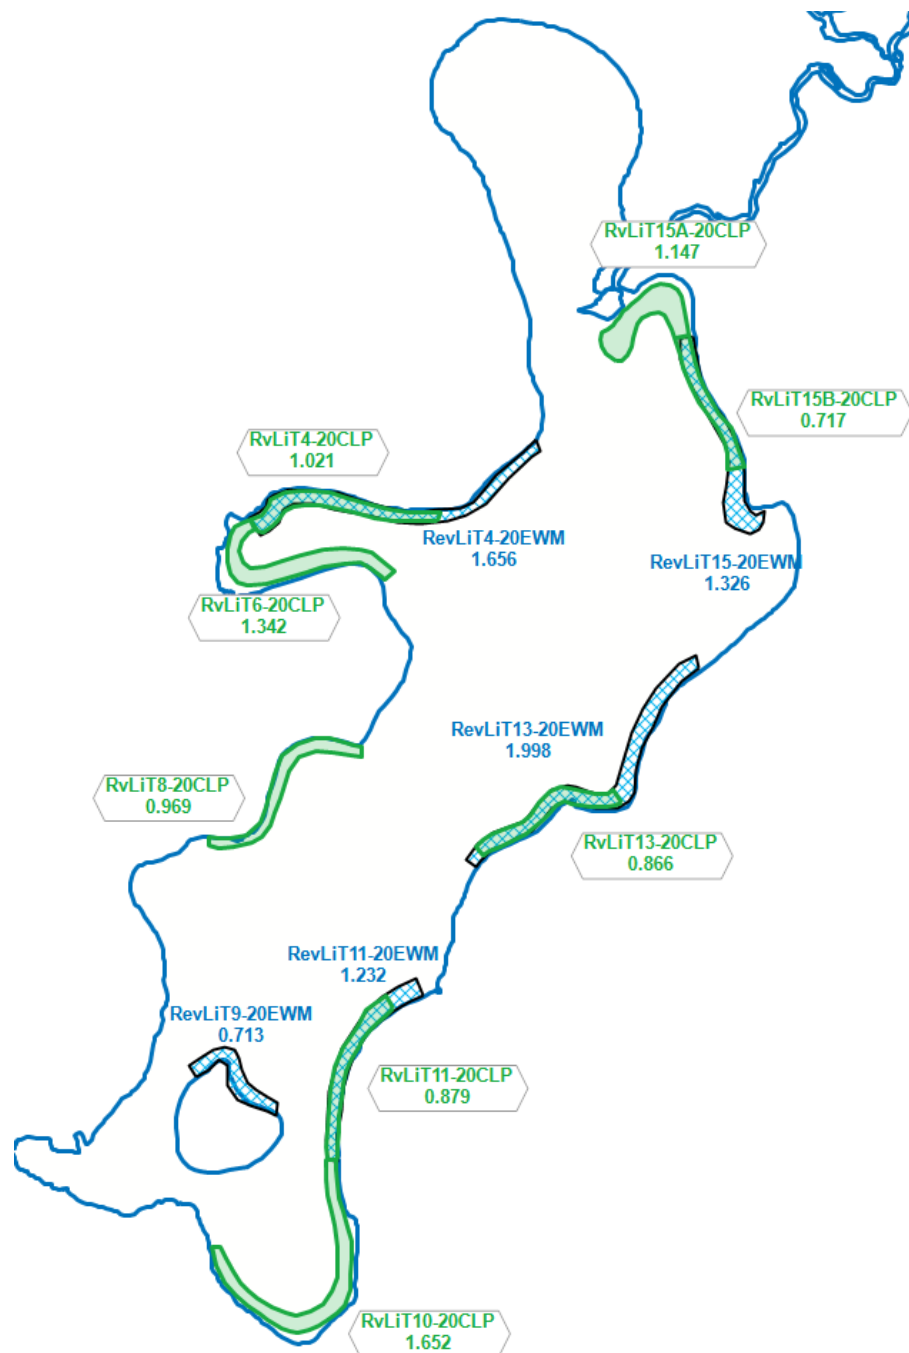 RvLiT15A-20CLP
1.147
RvLiT15B-20CLP
0.717
RvLiT4-20CLP
1.021
RevLiT4-20EWM
1.656
RevLiT15-20EWM
1.326
RvLiT6-20CLP
1.342
RevLiT13-20EWM
1.998
RvLiT8-20CLP
0.969
RvLiT13-20CLP
0.866
RevLiT11-20EWM
1.232
RevLiT9-20EWM
0.713
RvLiT11-20CLP
0.879
RvLiT10-20CLP
1.652